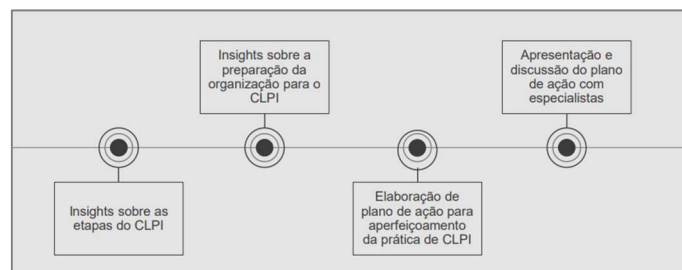 Insights sobre as
etapas do CLPI
Insights sobre a
preparação da
organização para o
CLPI
Elaboração de
plano de ação para
aperfeiçoamento
da prática de CLPI
Apresentação e
discussão do plano
de ação com
especialistas